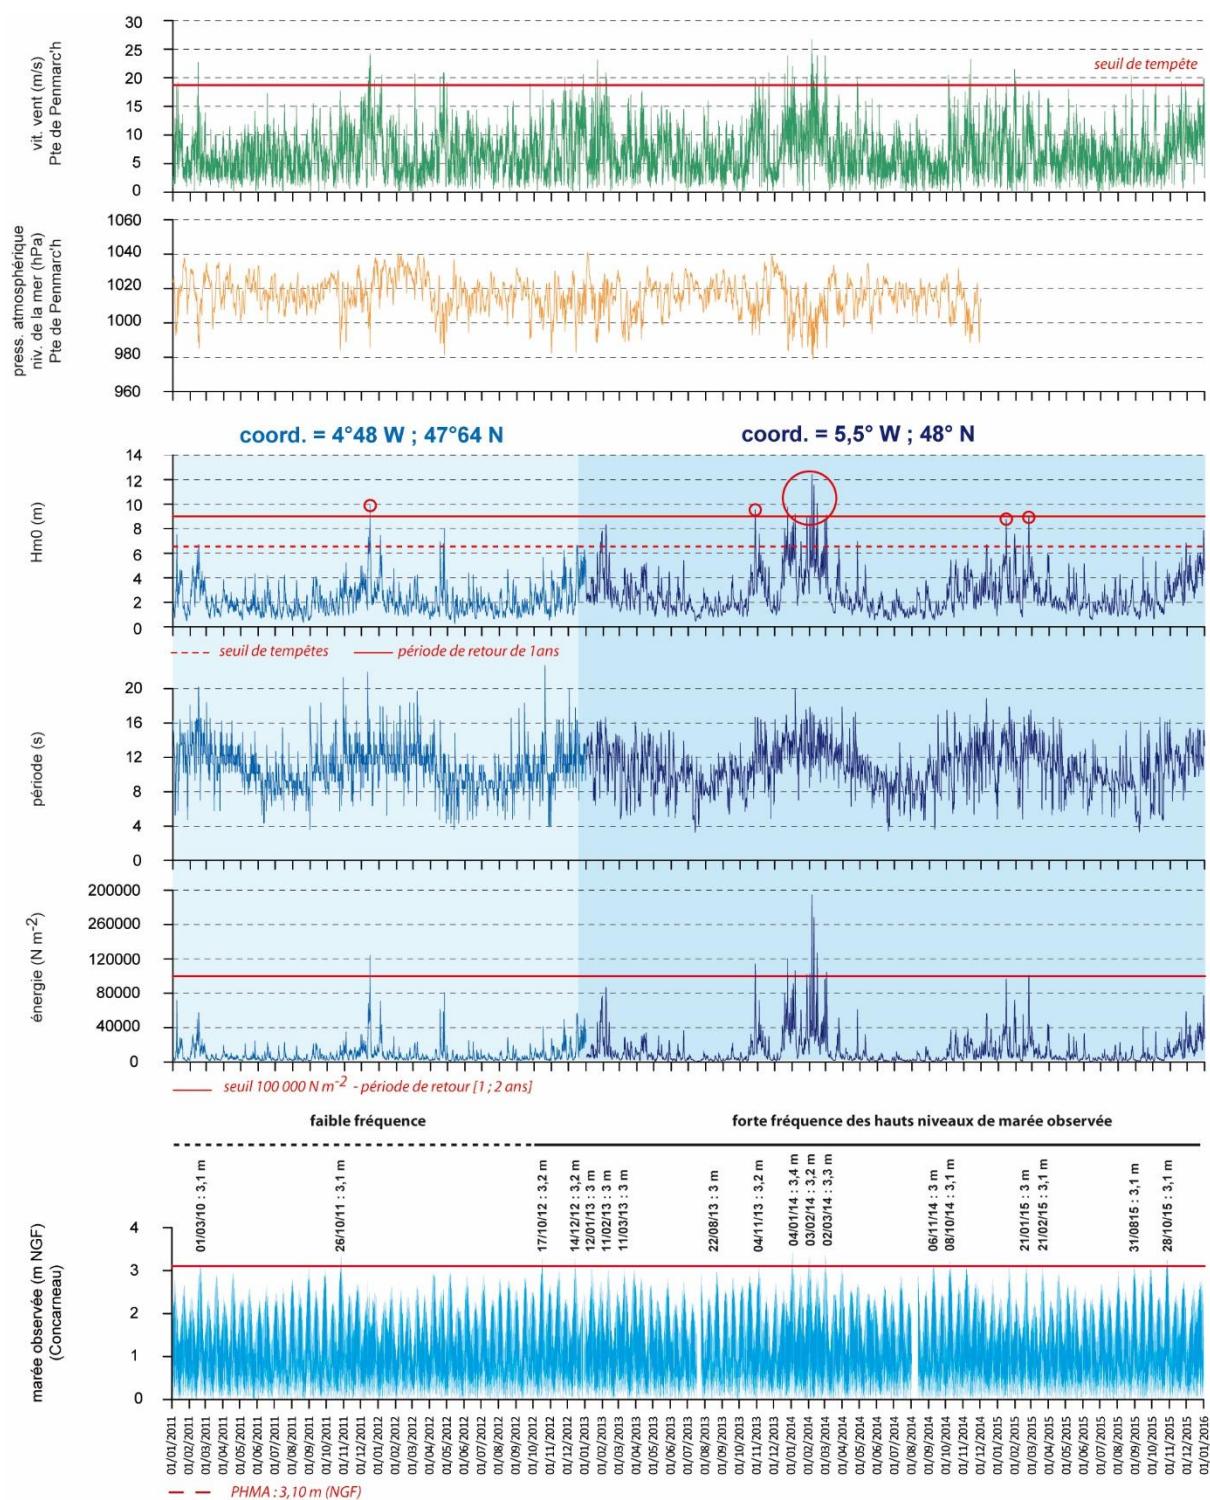 30
25
20
15
10
5
0
vit. vent (m/s)
Pte de Penmarc'h
seuil de tempête
1060
1040
1020
1000
980
960
press. atmosphérique
niv. de la mer (hPa)
Pte de Penmarc'h
coord. = 4°48 W ; 47°64 N
coord. = 5,5° W ; 48° N
14
12
10
8
6
4
2
0
Hm0 (m)
seuil de tempêtes
période de retour de 1ans
20
16
12
8
4
0
période (s)
200000
260000
120000
80000
40000
0
énergie (N m-2)
seuil 100 000 N m-2 - période de retour [1 ; 2 ans]
faible fréquence
forte fréquence des hauts niveaux de marée observée
01/03/10 : 3,1 m
26/10/11 : 3,1 m
17/10/12 : 3,2 m
14/12/12 : 3,2 m
12/01/13 : 3 m
11/02/13 : 3 m
11/03/13 : 3 m
22/08/13 : 3 m
04/11/13 : 3,2 m
04/01/14 : 3,4 m
03/02/14 : 3,2 m
02/03/14 : 3,3 m
06/11/14 : 3 m
08/10/14 : 3,1 m
21/01/15 : 3 m
21/02/15 : 3,1 m
31/0815 : 3,1 m
28/10/15 : 3,1 m
4
3
2
1
0
marée observée (m NGF)
(Concarneau)
01/01/2011
01/02/2011
01/03/2011
01/04/2011
01/05/2011
01/06/2011
01/07/2011
01/08/2011
01/09/2011
01/10/2011
01/11/2011
01/12/2011
01/01/2012
01/02/2012
01/03/2012
01/04/2012
01/05/2012
01/06/2012
01/07/2012
01/08/2012
01/09/2012
01/10/2012
01/11/2012
01/12/2012
01/01/2013
01/02/2013
01/03/2013
01/04/2013
01/05/2013
01/06/2013
01/07/2013
01/08/2013
01/09/2013
01/10/2013
01/11/2013
01/12/2013
01/01/2014
01/02/2014
01/03/2014
01/04/2014
01/05/2014
01/06/2014
01/07/2014
01/08/2014
01/09/2014
01/10/2014
01/11/2014
01/12/2014
01/01/2015
01/02/2015
01/03/2015
01/04/2015
01/05/2015
01/06/2015
01/07/2015
01/08/2015
01/09/2015
01/10/2015
01/11/2015
01/12/2015
01/01/2016
PHMA : 3,10 m (NGF)